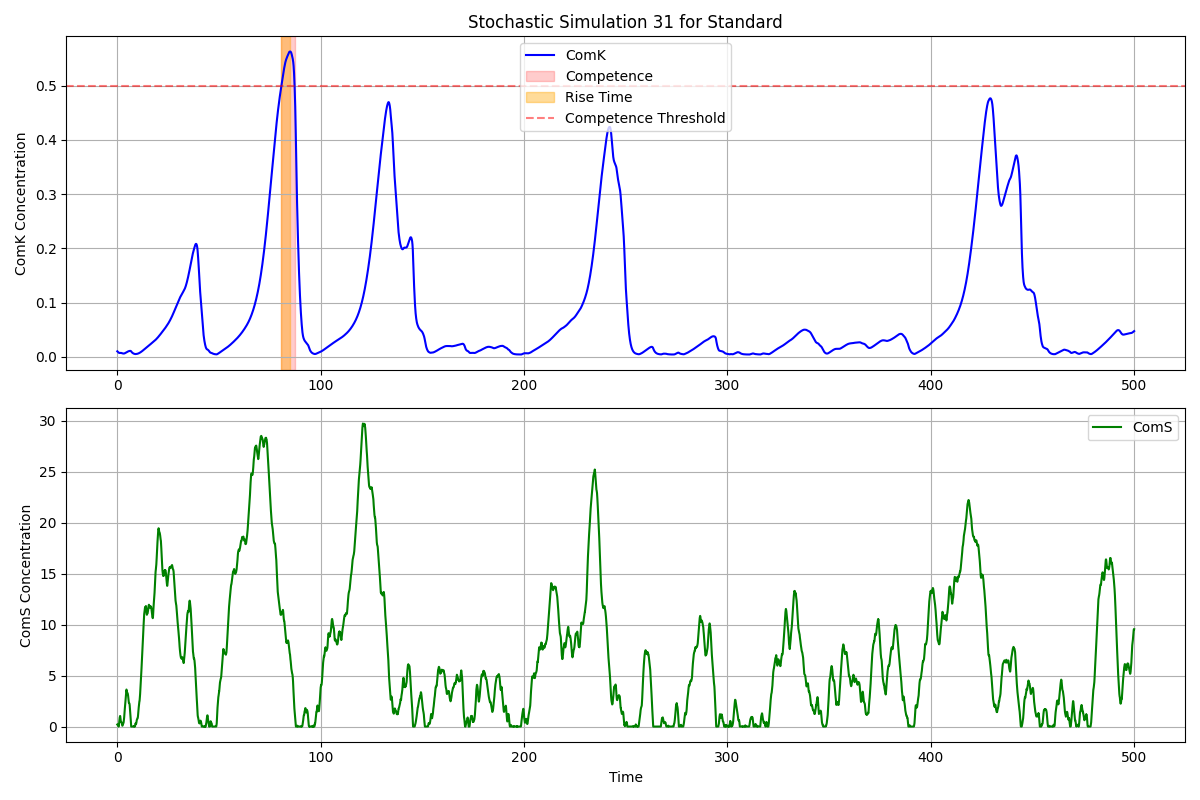 Stochastic Simulation 31 for Standard
ComK Concentration
0.5
0.4
0.3
0.2
0.1
0.0
ComK
Competence
Rise Time
Competence Threshold
0 100 200 300 400 500
ComS Concentration
30
25
20
15
10
5
0
ComS
0 100 200 300 400 500
Time